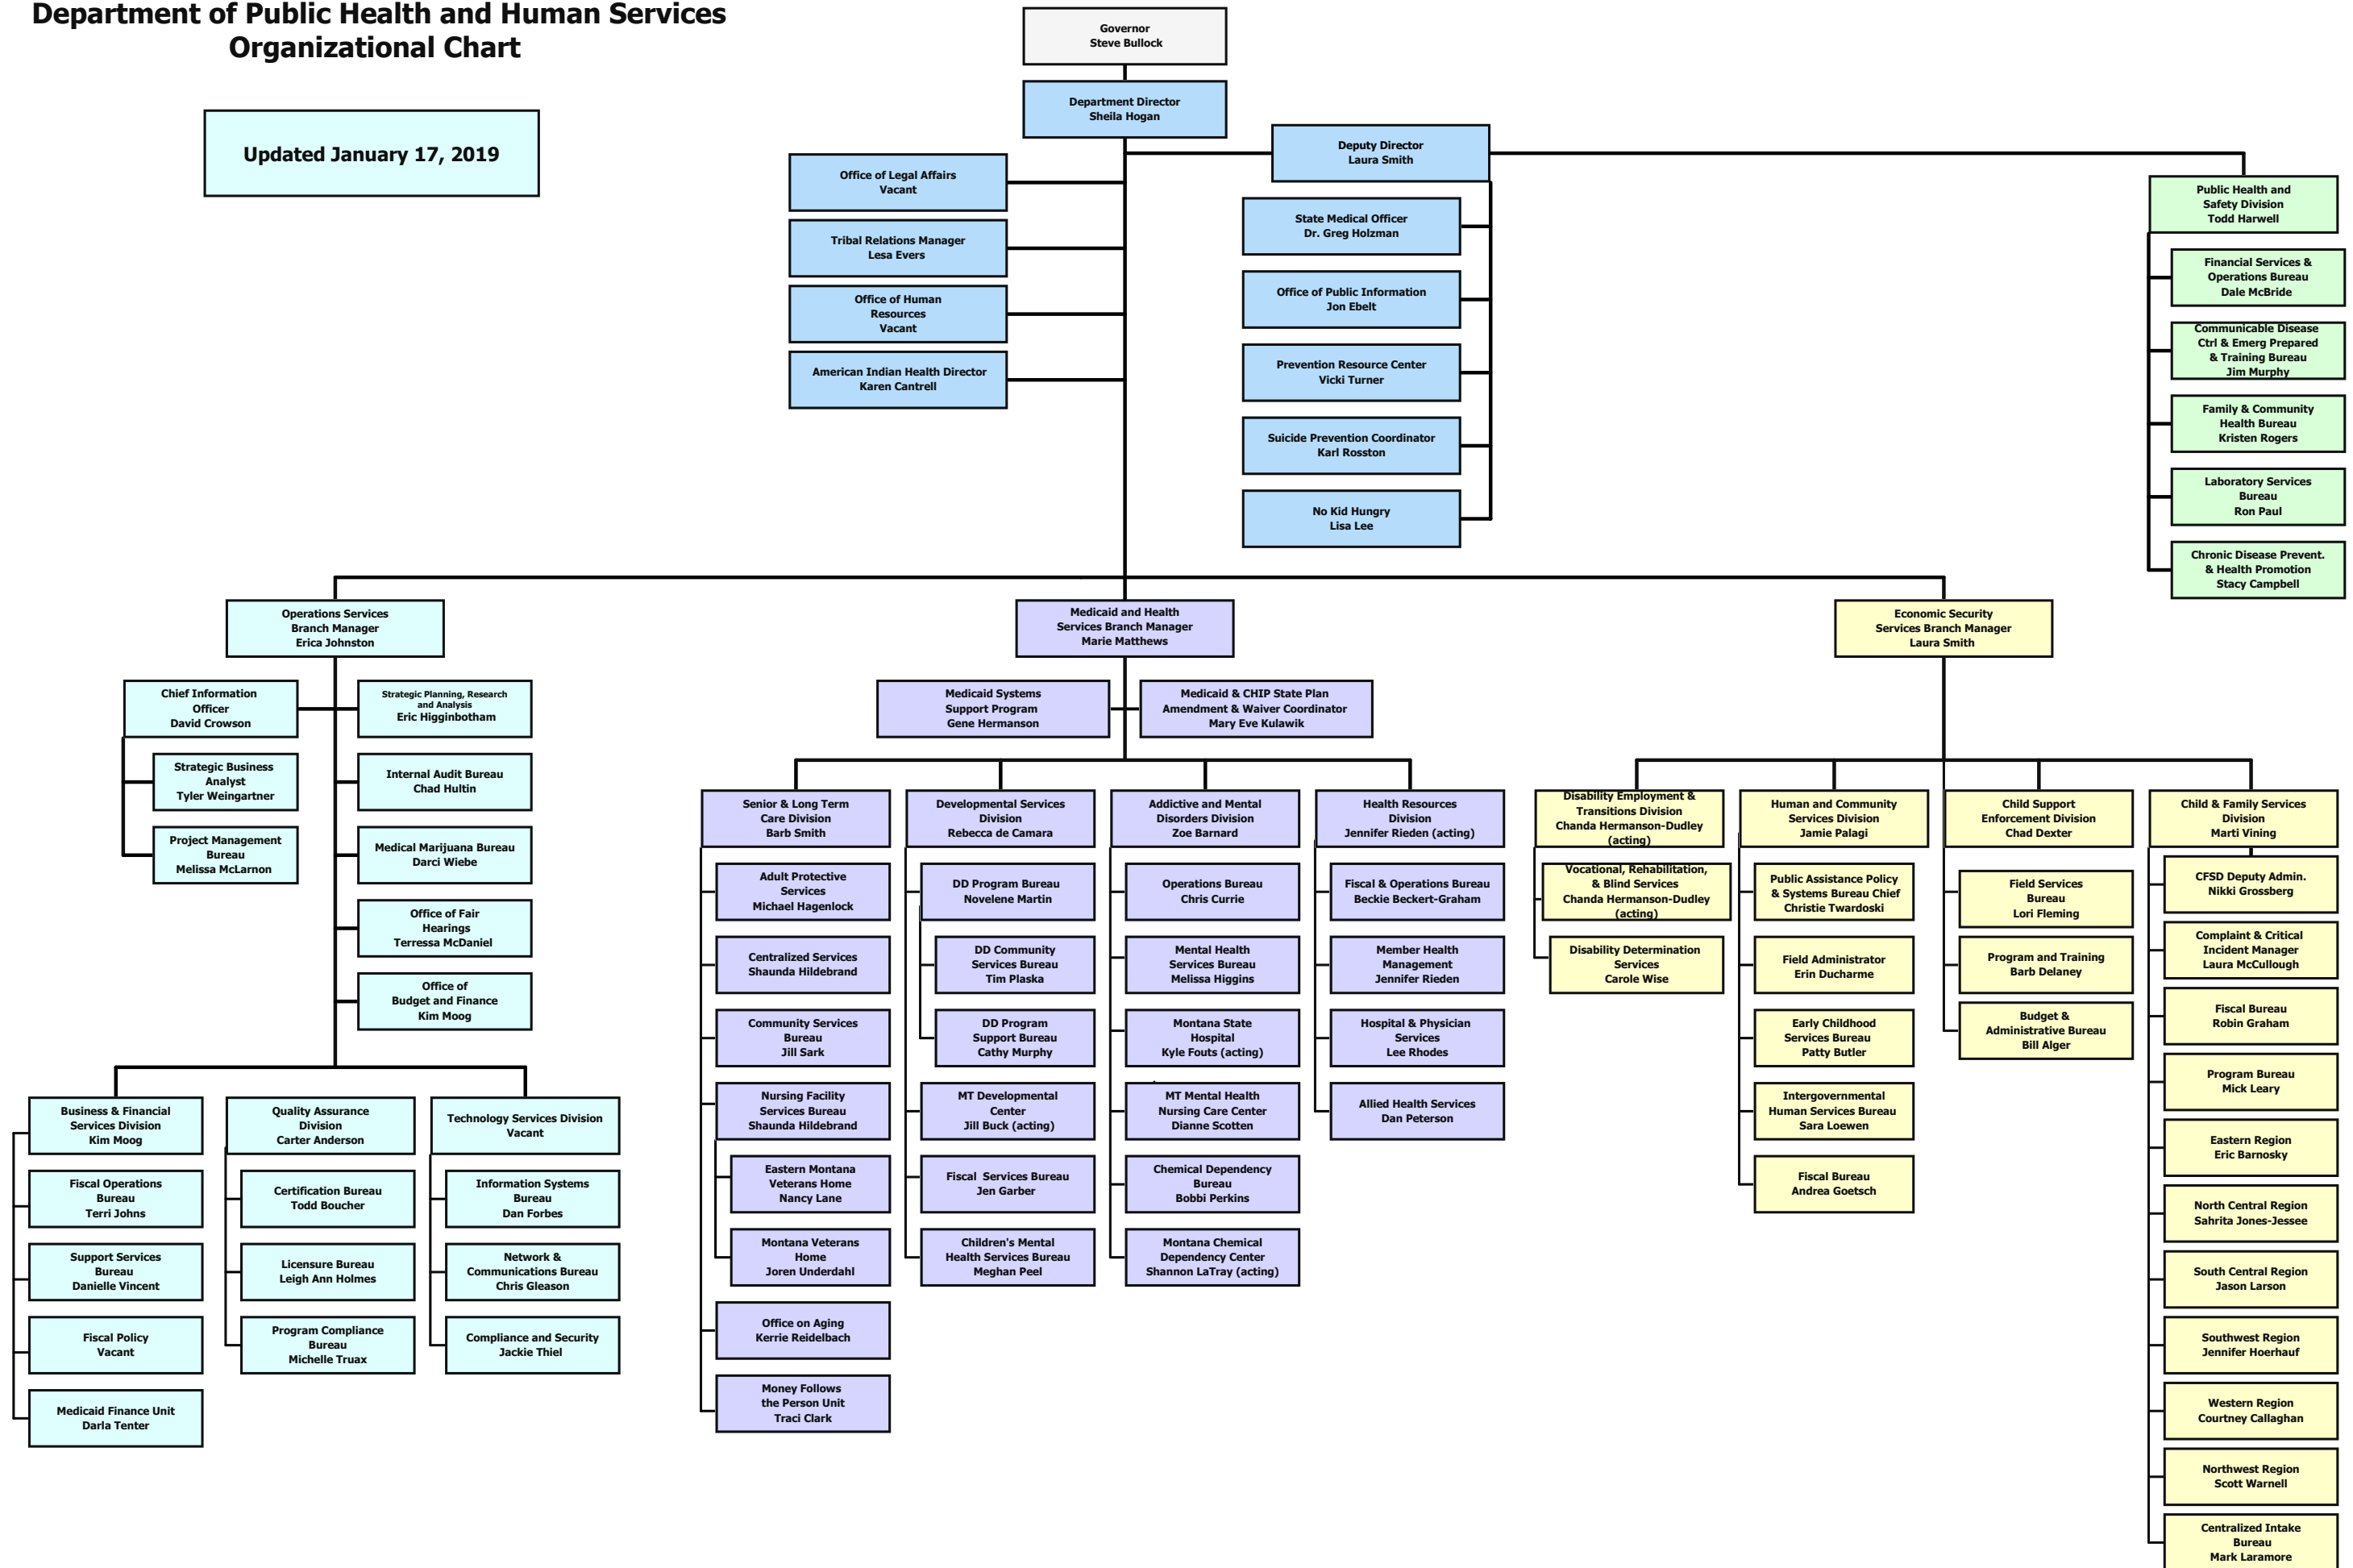 Department of Public Health and Human Services
Organizational Chart
Updated January 17, 2019
Governor
Steve Bullock
Department Director
Sheila Hogan
Deputy Director
Laura Smith
Office of Legal Affairs
Vacant
Tribal Relations Manager
Lesa Evers
Office of Human
Resources
Vacant
American Indian Health Director
Karen Cantrell
State Medical Officer
Dr. Greg Holzman
Office of Public Information
Jon Ebelt
Prevention Resource Center
Vicki Turner
Suicide Prevention Coordinator
Karl Rosston
No Kid Hungry
Lisa Lee
Public Health and
Safety Division
Todd Harwell
Financial Services &
Operations Bureau
Dale McBride
Communicable Disease
Ctrl & Emerg Prepared
& Training Bureau
Jim Murphy
Family & Community
Health Bureau
Kristen Rogers
Laboratory Services
Bureau
Ron Paul
Chronic Disease Prevent.
& Health Promotion
Stacy Campbell
Operations Services
Branch Manager
Erica Johnston
Chief Information
Officer
David Crowson
Strategic Business
Analyst
Tyler Weingartner
Project Management
Bureau
Melissa McLarnon
Strategic Planning, Research
and Analysis
Eric Higginbotham
Internal Audit Bureau
Chad Hultin
Medical Marijuana Bureau
Darci Wiebe
Office of Fair
Hearings
Terressa McDaniel
Office of
Budget and Finance
Kim Moog
Business & Financial
Services Division
Kim Moog
Fiscal Operations
Bureau
Terri Johns
Support Services
Bureau
Danielle Vincent
Fiscal Policy
Vacant
Medicaid Finance Unit
Darla Tenter
Quality Assurance
Division
Carter Anderson
Certification Bureau
Todd Boucher
Licensure Bureau
Leigh Ann Holmes
Program Compliance
Bureau
Michelle Truax
Technology Services Division
Vacant
Information Systems
Bureau
Dan Forbes
Network &
Communications Bureau
Chris Gleason
Compliance and Security
Jackie Thiel
Medicaid and Health
Services Branch Manager
Marie Matthews
Medicaid Systems
Support Program
Gene Hermanson
Medicaid & CHIP State Plan
Amendment & Waiver Coordinator
Mary Eve Kulawik
Senior & Long Term
Care Division
Barb Smith
Adult Protective
Services
Michael Hagenlock
Centralized Services
Shaunda Hildebrand
Community Services
Bureau
Jill Sark
Nursing Facility
Services Bureau
Shaunda Hildebrand
Eastern Montana
Veterans Home
Nancy Lane
Montana Veterans
Home
Joren Underdahl
Office on Aging
Kerrie Reidelbach
Money Follows
the Person Unit
Traci Clark
Developmental Services
Division
Rebecca de Camara
DD Program Bureau
Novelene Martin
DD Community
Services Bureau
Tim Plaska
DD Program
Support Bureau
Cathy Murphy
MT Developmental
Center
Jill Buck (acting)
Fiscal  Services Bureau
Jen Garber
Children's Mental
Health Services Bureau
Meghan Peel
Addictive and Mental
Disorders Division
Zoe Barnard
Operations Bureau
Chris Currie
Mental Health
Services Bureau
Melissa Higgins
Montana State
Hospital
Kyle Fouts (acting)
MT Mental Health
Nursing Care Center
Dianne Scotten
Chemical Dependency
Bureau
Bobbi Perkins
Montana Chemical
Dependency Center
Shannon LaTray (acting)
Health Resources
Division
Jennifer Rieden (acting)
Fiscal & Operations Bureau
Beckie Beckert-Graham
Member Health
Management
Jennifer Rieden
Hospital & Physician
Services
Lee Rhodes
Allied Health Services
Dan Peterson
Economic Security
Services Branch Manager
Laura Smith
Disability Employment &
Transitions Division
Chanda Hermanson-Dudley
(acting)
Vocational, Rehabilitation,
& Blind Services
Chanda Hermanson-Dudley
(acting)
Disability Determination
Services
Carole Wise
Human and Community
Services Division
Jamie Palagi
Public Assistance Policy
& Systems Bureau Chief
Christie Twardoski
Field Administrator
Erin Ducharme
Early Childhood
Services Bureau
Patty Butler
Intergovernmental
Human Services Bureau
Sara Loewen
Fiscal Bureau
Andrea Goetsch
Child Support
Enforcement Division
Chad Dexter
Field Services
Bureau
Lori Fleming
Program and Training
Barb Delaney
Budget &
Administrative Bureau
Bill Alger
Child & Family Services
Division
Marti Vining
CFSD Deputy Admin.
Nikki Grossberg
Complaint & Critical
Incident Manager
Laura McCullough
Fiscal Bureau
Robin Graham
Program Bureau
Mick Leary
Eastern Region
Eric Barnosky
North Central Region
Sahrita Jones-Jessee
South Central Region
Jason Larson
Southwest Region
Jennifer Hoerhauf
Western Region
Courtney Callaghan
Northwest Region
Scott Warnell
Centralized Intake
Bureau
Mark Laramore